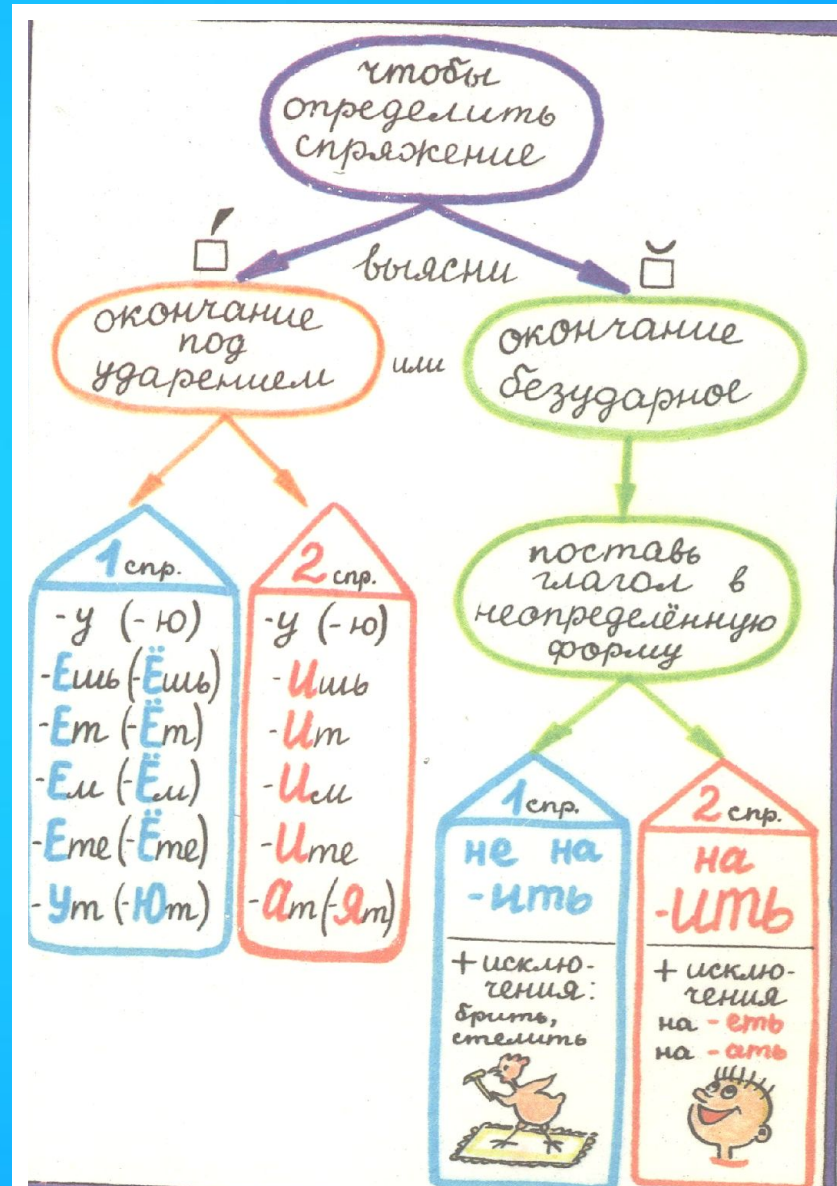 чтобы
определить
спряжение
выясни
окончание
под
ударением
или
окончание
безударное
1 спр.
-у (-ю)
-Ешь (-Ёшь)
-Ет (-Ёт)
-Ем (-Ём)
-Ете (-Ёте)
-Ут (-Ют)
2 спр.
-у (-ю)
-Ишь
-Ит
-Им
-Ите
-Ат (-Ят)
поставь
глагол в
неопределённую
форму
1 спр.
не на
-ить
+ исклю-
чения:
брить,
стелить
2 спр.
на
-ить
+ исклю-
чения
на -еть
на -ать